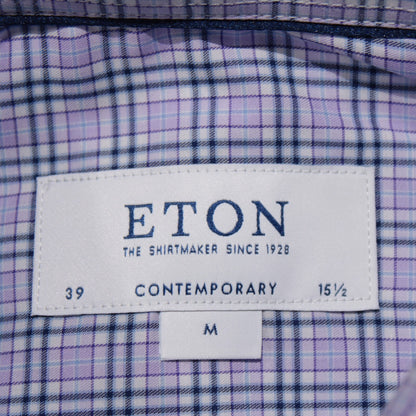 ETON
THE SHIRTMAKER SINCE 1928
39 CONTEMPORARY 15½
M